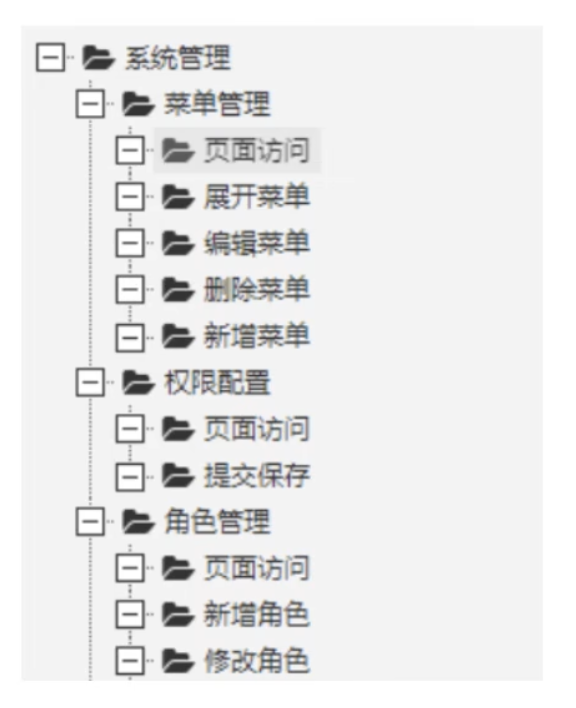 系统管理
菜单管理
页面访问
展开菜单
编辑菜单
删除菜单
新增菜单
权限配置
页面访问
提交保存
角色管理
页面访问
新增角色
修改角色